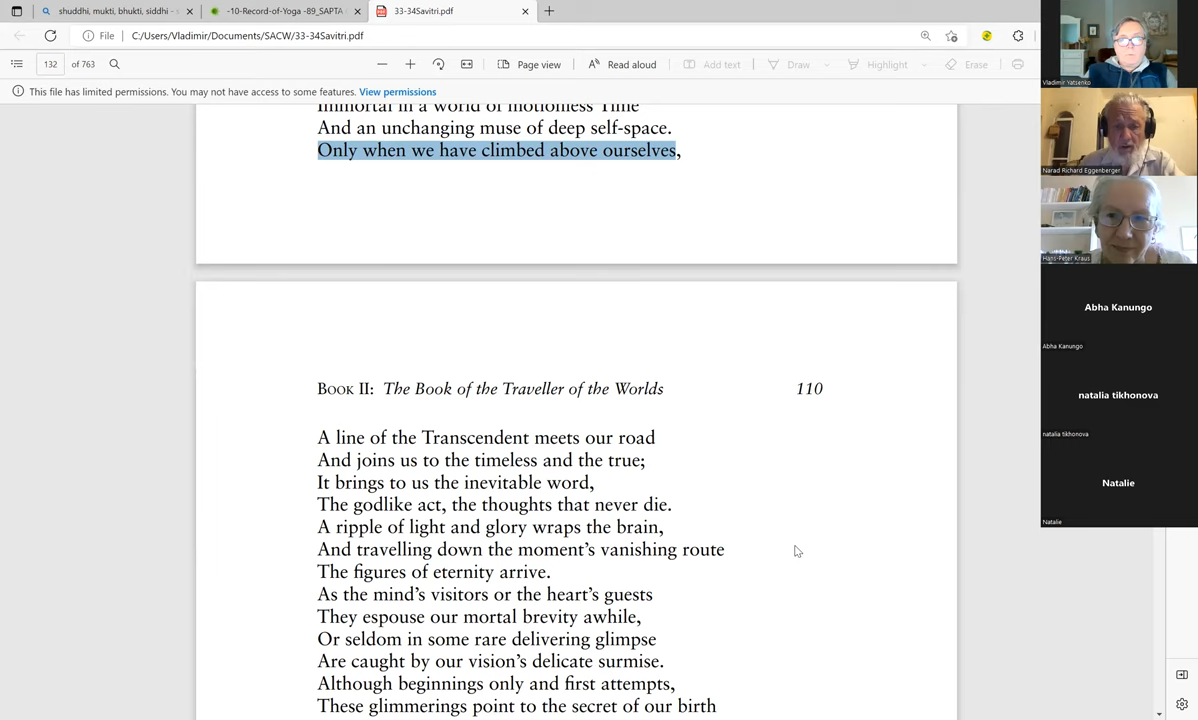 shuddhi, mukti, bhukti, siddhi -
-10-Record-of-Yoga -89_SAPTA
33-34Savitri.pdf
File
C:/Users/Vladimir/Documents/SACW/33-34Savitri.pdf
132 of 763
Page view
Read aloud
Add text
Draw
Highlight
Erase
This file has limited permissions. You may not have access to some features. View permissions
Immortal in a world of motionless Time
And an unchanging muse of deep self-space.
Only when we have climbed above ourselves,
BOOK II: The Book of the Traveller of the Worlds 110
A line of the Transcendent meets our road
And joins us to the timeless and the true;
It brings to us the inevitable word,
The godlike act, the thoughts that never die.
A ripple of light and glory wraps the brain,
And travelling down the moment's vanishing route
The figures of eternity arrive.
As the mind's visitors or the heart's guests
They espouse our mortal brevity awhile,
Or seldom in some rare delivering glimpse
Are caught by our vision's delicate surmise.
Although beginnings only and first attempts,
These glimmerings point to the secret of our birth
Vladimir Yatsenko
Narad Richard Eggenberger
Hans-Peter Kraus
Abha Kanungo
Abha Kanungo
natalia tikhonova
natalia tikhonova
Natalie
Natalie